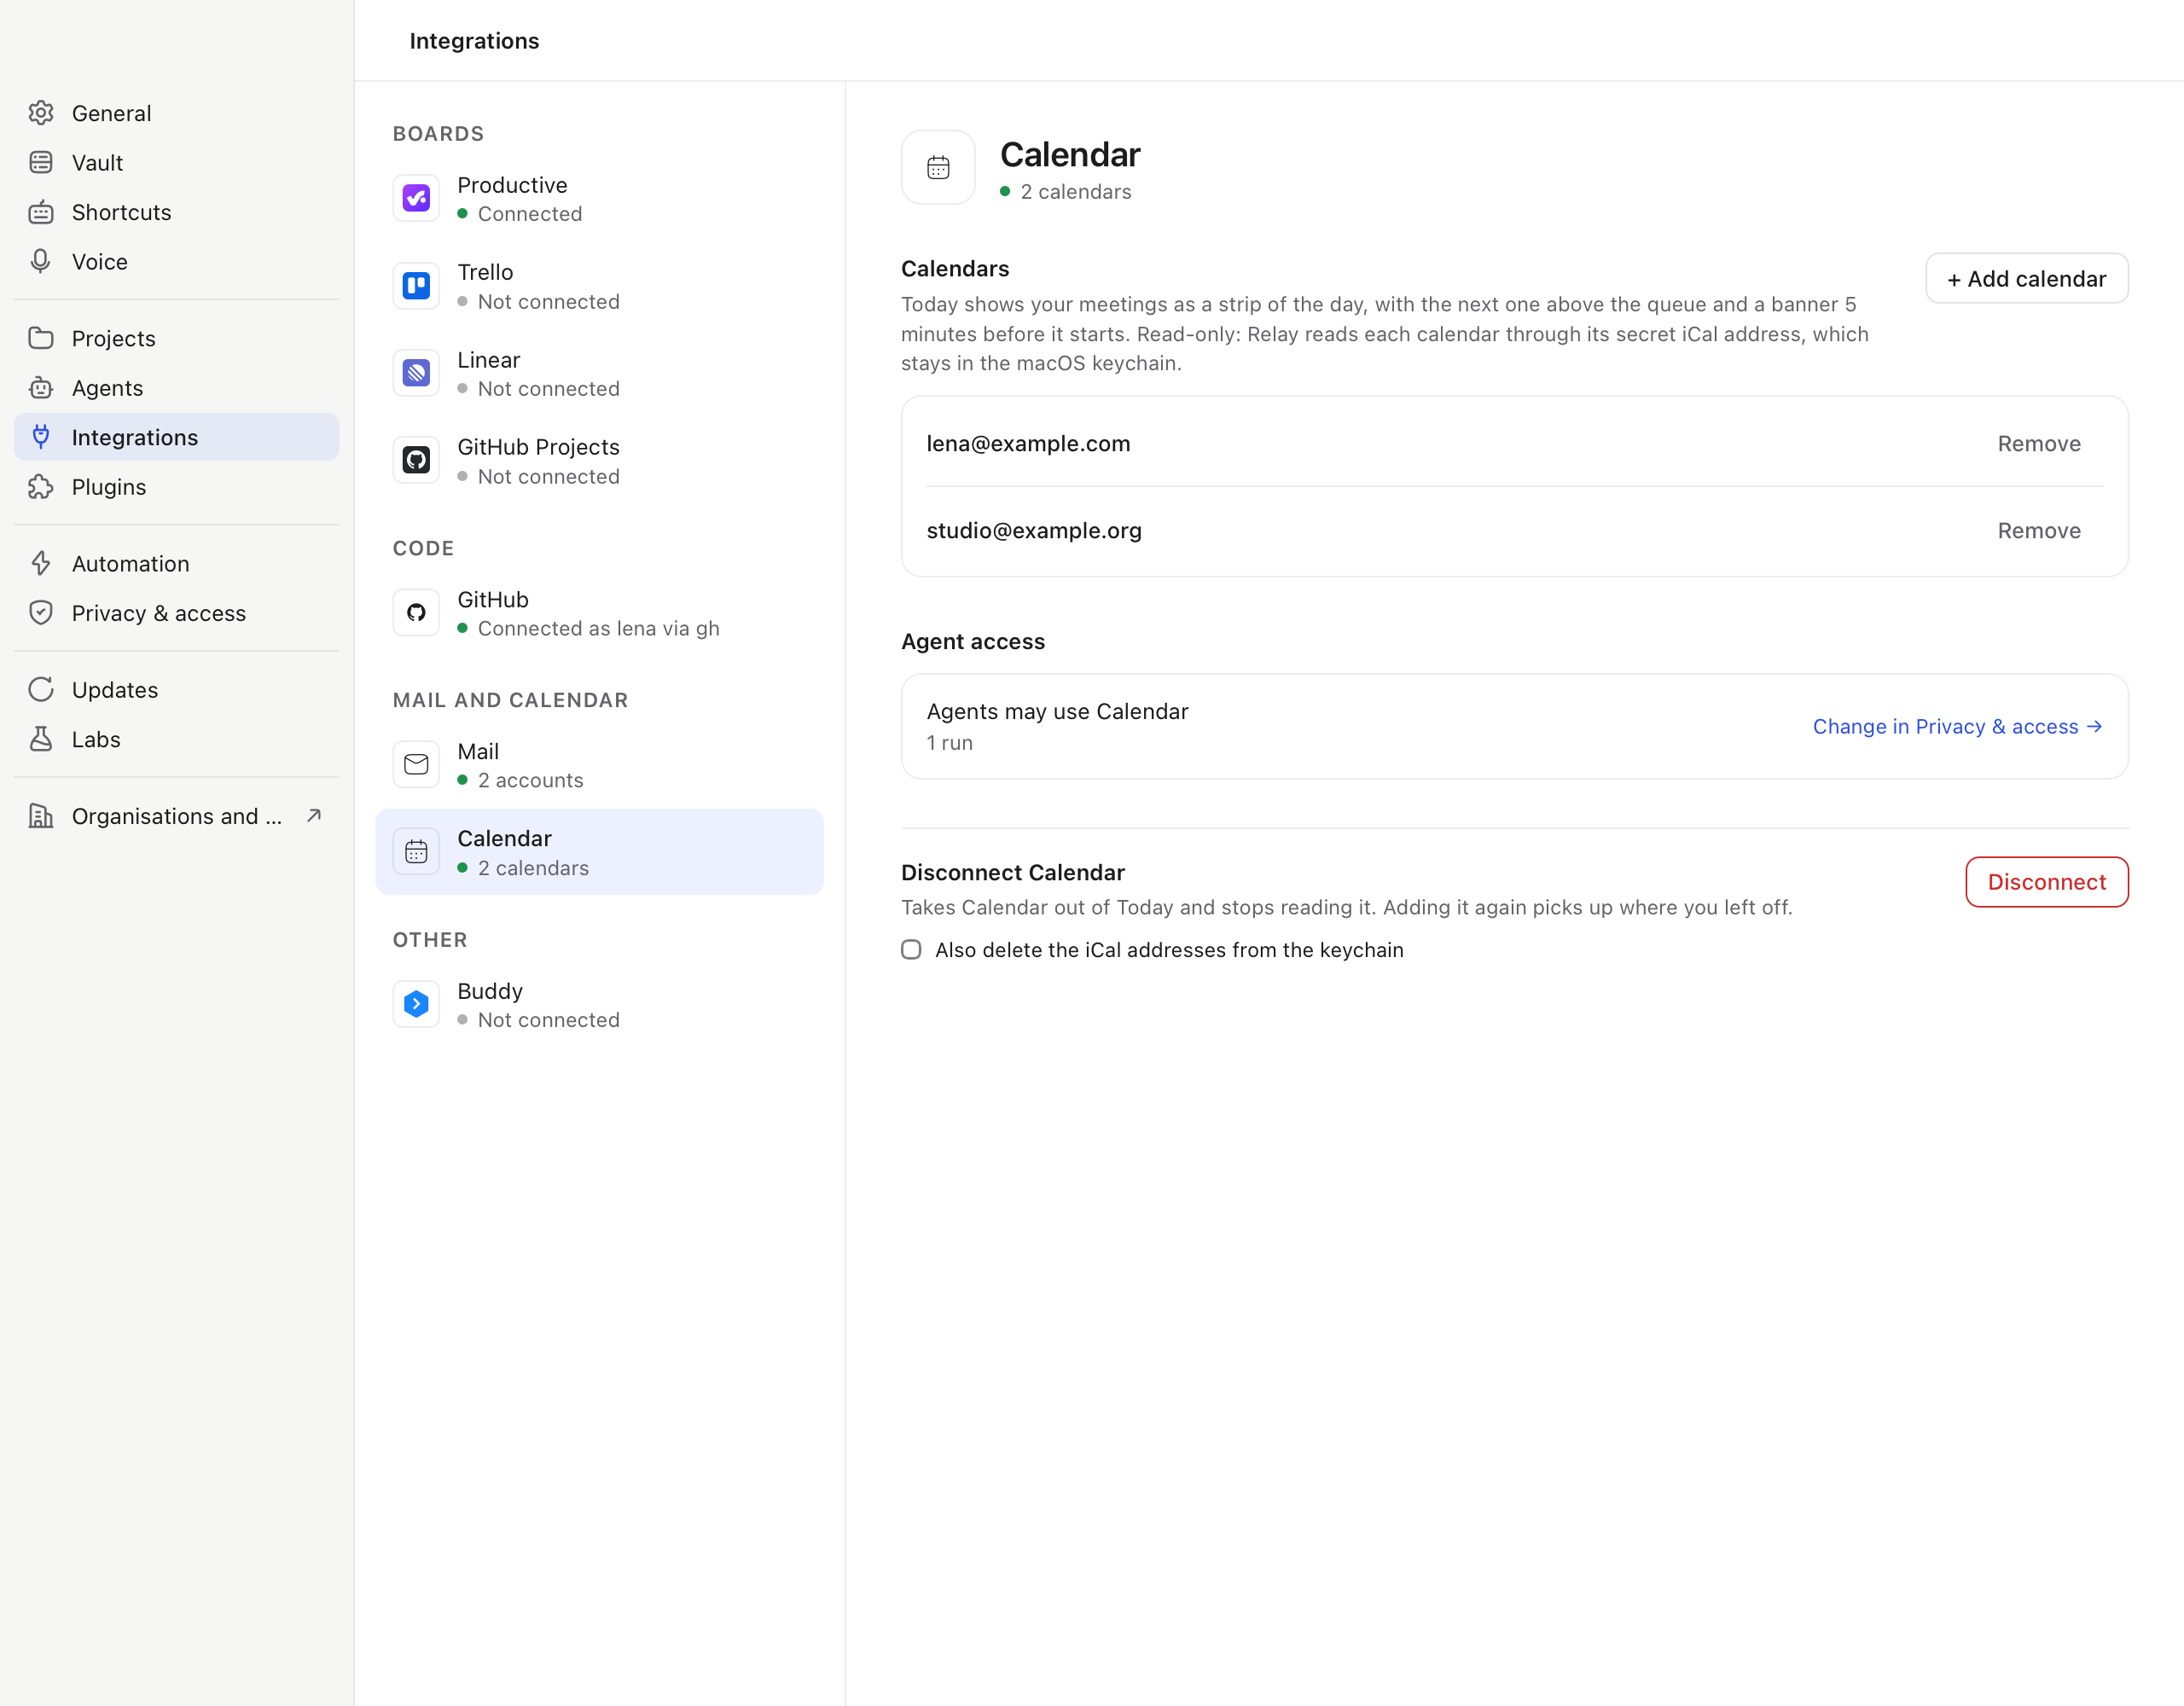 Integrations
General
Vault
Shortcuts
Voice
Projects
Agents
Integrations
Plugins
Automation
Privacy & access
Updates
Labs
Organisations and ...
BOARDS
Productive
Connected
Trello
Not connected
Linear
Not connected
GitHub Projects
Not connected
CODE
GitHub
Connected as lena via gh
MAIL AND CALENDAR
Mail
2 accounts
Calendar
2 calendars
OTHER
Buddy
Not connected
Calendar
2 calendars
Calendars
+ Add calendar
Today shows your meetings as a strip of the day, with the next one above the queue and a banner 5
minutes before it starts. Read-only: Relay reads each calendar through its secret iCal address, which
stays in the macOS keychain.
lena@example.com
Remove
studio@example.org
Remove
Agent access
Agents may use Calendar
1 run
Change in Privacy & access →
Disconnect Calendar
Disconnect
Takes Calendar out of Today and stops reading it. Adding it again picks up where you left off.
Also delete the iCal addresses from the keychain